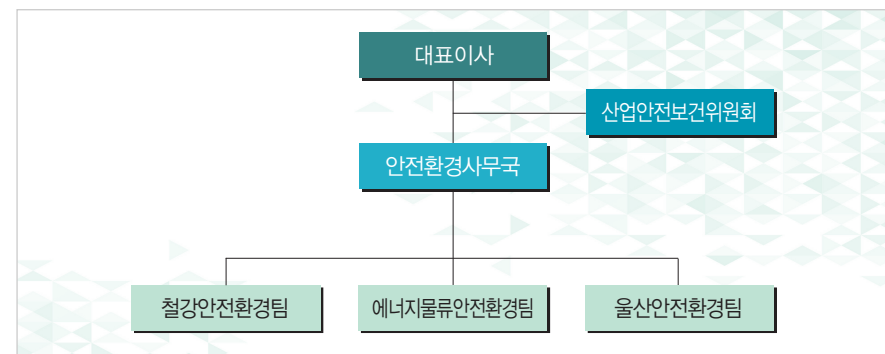 대표이사
산업안전보건위원회
안전환경사무국
철강안전환경팀
에너지물류안전환경팀
울산안전환경팀